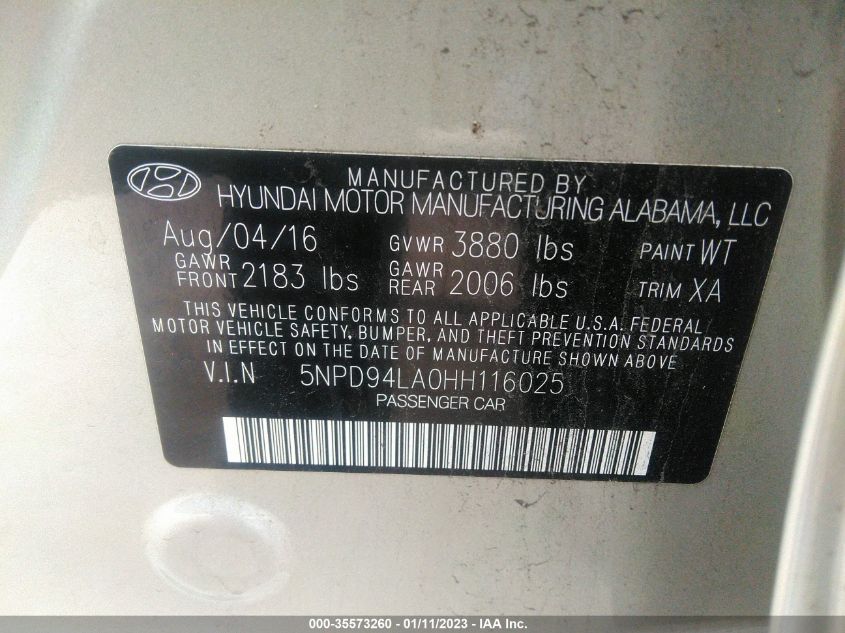 MANUFACTURED BY
HYUNDAI MOTOR MANUFACTURING ALABAMA, LLC
Aug/04/16 GVWR 3880 lbs PAINT WT
GAWR FRONT 2183 lbs GAWR REAR 2006 lbs TRIM XA
THIS VEHICLE CONFORMS TO ALL APPLICABLE U.S.A. FEDERAL
MOTOR VEHICLE SAFETY, BUMPER, AND THEFT PREVENTION STANDARDS
IN EFFECT ON THE DATE OF MANUFACTURE SHOWN ABOVE
V.I.N 5NPD94LA0HH116025
PASSENGER CAR
000-35573260 - 01/11/2023 - IAA Inc.